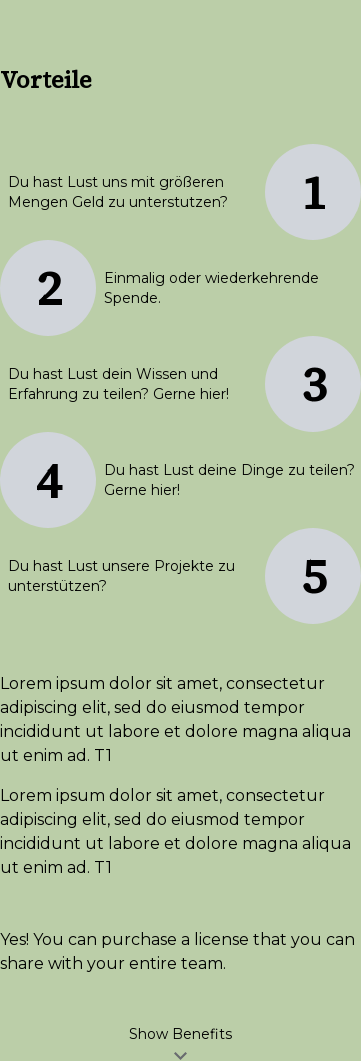 Vorteile
Du hast Lust uns mit größeren
Mengen Geld zu unterstutzen?
1
2
Einmalig oder wiederkehrende
Spende.
Du hast Lust dein Wissen und
Erfahrung zu teilen? Gerne hier!
3
4
Du hast Lust deine Dinge zu teilen?
Gerne hier!
Du hast Lust unsere Projekte zu
unterstützen?
5
Lorem ipsum dolor sit amet, consectetur
adipiscing elit, sed do eiusmod tempor
incididunt ut labore et dolore magna aliqua
ut enim ad. T1
Lorem ipsum dolor sit amet, consectetur
adipiscing elit, sed do eiusmod tempor
incididunt ut labore et dolore magna aliqua
ut enim ad. T1
Yes! You can purchase a license that you can
share with your entire team.
Show Benefits